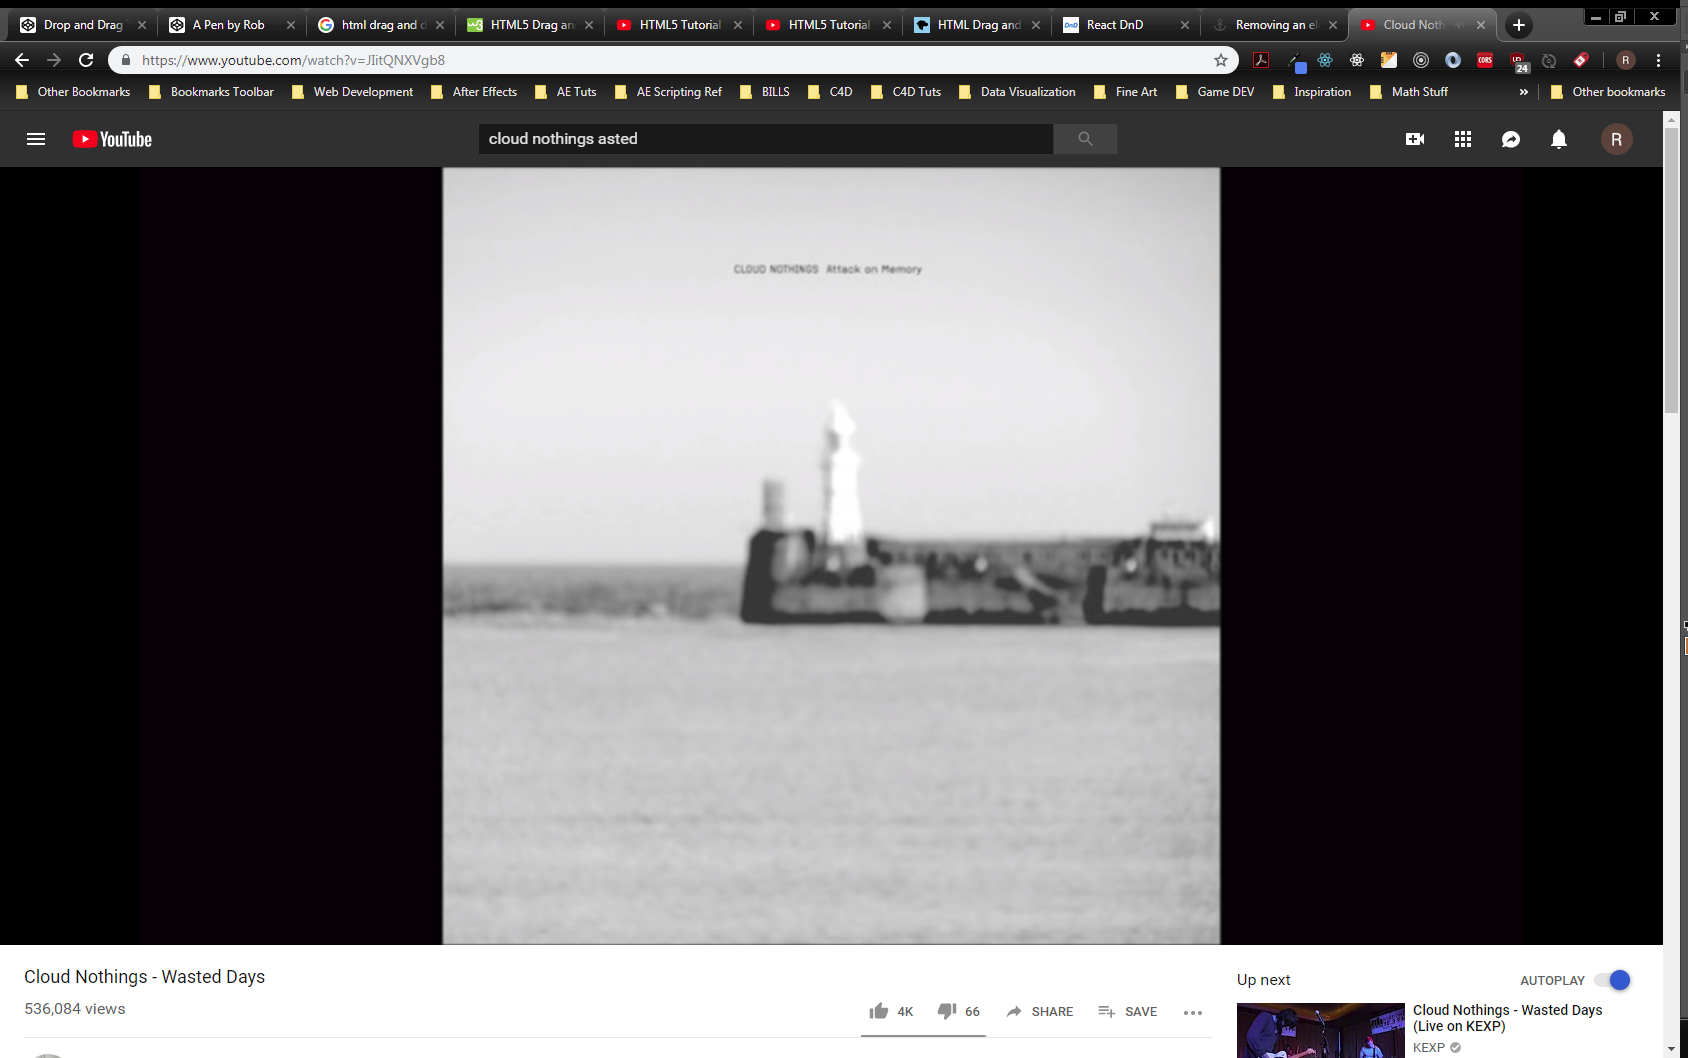 Drop and Drag
A Pen by Rob
html drag and d
HTML5 Drag an
HTML5 Tutorial
HTML5 Tutorial
HTML Drag and
DnD
React DnD
Removing an el
Cloud Noth
https://www.youtube.com/watch?v=JIitQNXVgb8
CORS
24
R
Other Bookmarks
Bookmarks Toolbar
Web Development
After Effects
AE Tuts
AE Scripting Ref
BILLS
C4D
C4D Tuts
Data Visualization
Fine Art
Game DEV
Inspiration
Math Stuff
»
Other bookmarks
YouTube
cloud nothings asted
R
CLOUD NOTHINGS Attack on Memory
Cloud Nothings - Wasted Days
536,084 views
4K
66
SHARE
SAVE
Up next
AUTOPLAY
Cloud Nothings - Wasted Days
(Live on KEXP)
KEXP